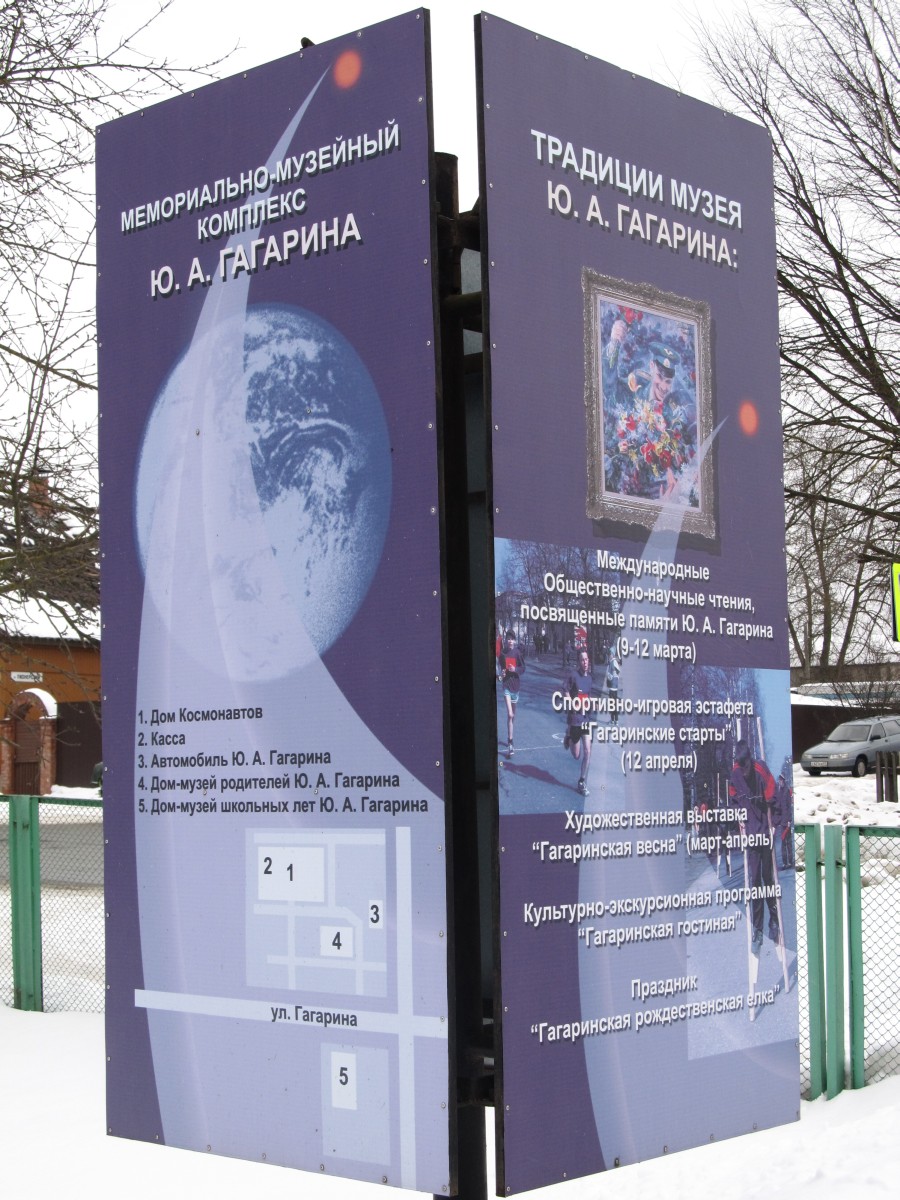 МЕМОРИАЛЬНО-МУЗЕЙНЫЙ
КОМПЛЕКС
Ю. А. ГАГАРИНА
1. Дом Космонавтов
2. Касса
3. Автомобиль Ю. А. Гагарина
4. Дом-музей родителей Ю. А. Гагарина
5. Дом-музей школьных лет Ю. А. Гагарина
2
1
3
4
ул. Гагарина
5
ТРАДИЦИИ МУЗЕЯ
Ю. А. ГАГАРИНА:
Международные
Общественно-научные чтения,
посвященные памяти Ю. А. Гагарина
(9-12 марта)
Спортивно-игровая эстафета
“Гагаринские старты”
(12 апреля)
Художественная выставка
“Гагаринская весна” (март-апрель)
Культурно-экскурсионная программа
“Гагаринская гостиная”
Праздник
“Гагаринская рождественская елка”